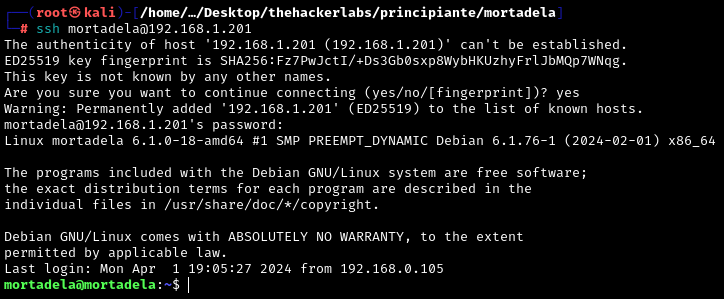 ┌──(root㉿kali)-[/home/…/Desktop/thehackerlabs/principiante/mortadela]
└─# ssh mortadela@192.168.1.201
The authenticity of host '192.168.1.201 (192.168.1.201)' can't be established.
ED25519 key fingerprint is SHA256:Fz7PwJctI/+Ds3Gb0sxp8WybHKUzhyFrlJbMQp7WNqg.
This key is not known by any other names.
Are you sure you want to continue connecting (yes/no/[fingerprint])? yes
Warning: Permanently added '192.168.1.201' (ED25519) to the list of known hosts.
mortadela@192.168.1.201's password:
Linux mortadela 6.1.0-18-amd64 #1 SMP PREEMPT_DYNAMIC Debian 6.1.76-1 (2024-02-01) x86_64

The programs included with the Debian GNU/Linux system are free software;
the exact distribution terms for each program are described in the
individual files in /usr/share/doc/*/copyright.

Debian GNU/Linux comes with ABSOLUTELY NO WARRANTY, to the extent
permitted by applicable law.
Last login: Mon Apr  1 19:05:27 2024 from 192.168.0.105
mortadela@mortadela:~$